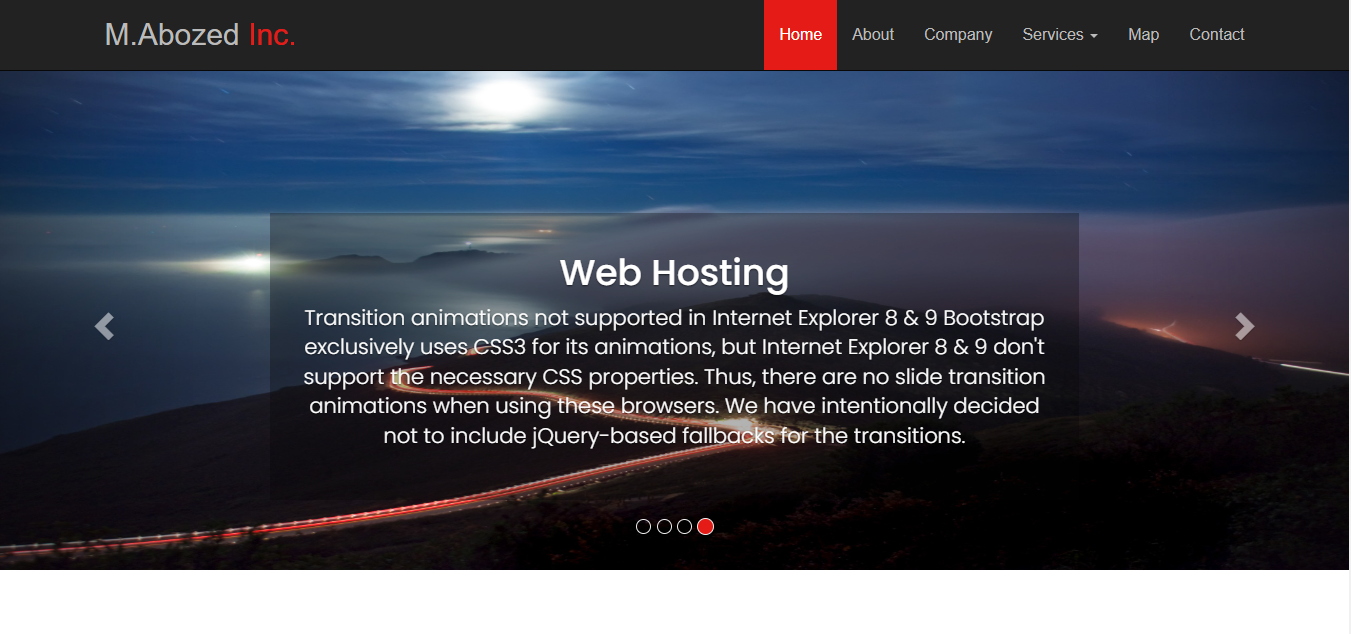 M.Abozed Inc.
Home About Company Services Map Contact
Web Hosting
Transition animations not supported in Internet Explorer 8 & 9 Bootstrap
exclusively uses CSS3 for its animations, but Internet Explorer 8 & 9 don't
support the necessary CSS properties. Thus, there are no slide transition
animations when using these browsers. We have intentionally decided
not to include jQuery-based fallbacks for the transitions.